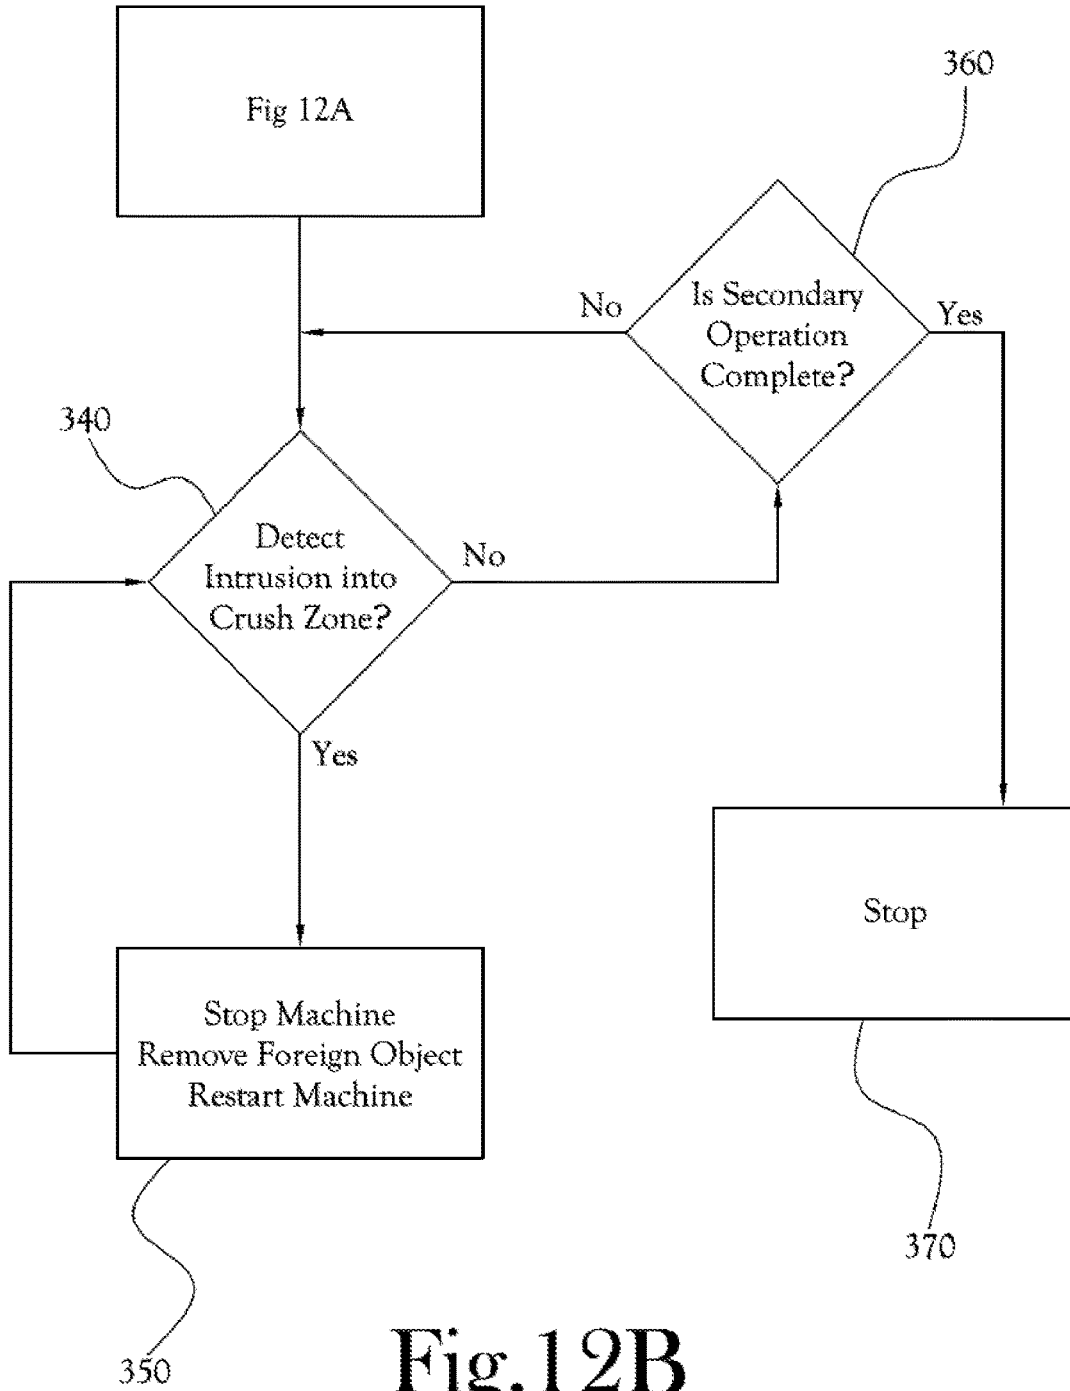 Fig 12A
360
No
Is Secondary
Operation
Complete?
Yes
340
Detect
Intrusion into
Crush Zone?
No
Yes
Stop
Stop Machine
Remove Foreign Object
Restart Machine
370
350
Fig.12B